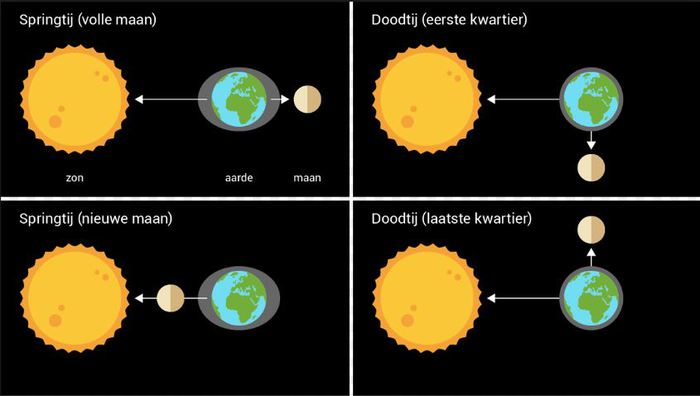 Springtij (volle maan)
Doodtij (eerste kwartier)
zon
aarde
maan
Springtij (nieuwe maan)
Doodtij (laatste kwartier)